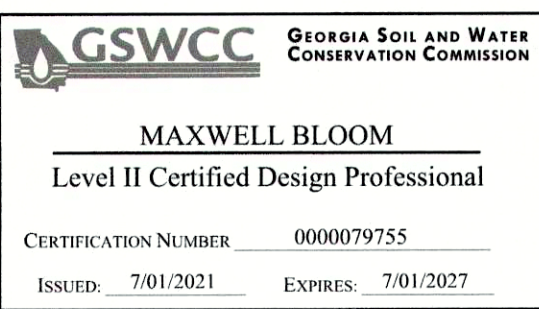 GSWCC
GEORGIA SOIL AND WATER
CONSERVATION COMMISSION
MAXWELL BLOOM
Level II Certified Design Professional
CERTIFICATION NUMBER 0000079755
ISSUED: 7/01/2021 EXPIRES: 7/01/2027